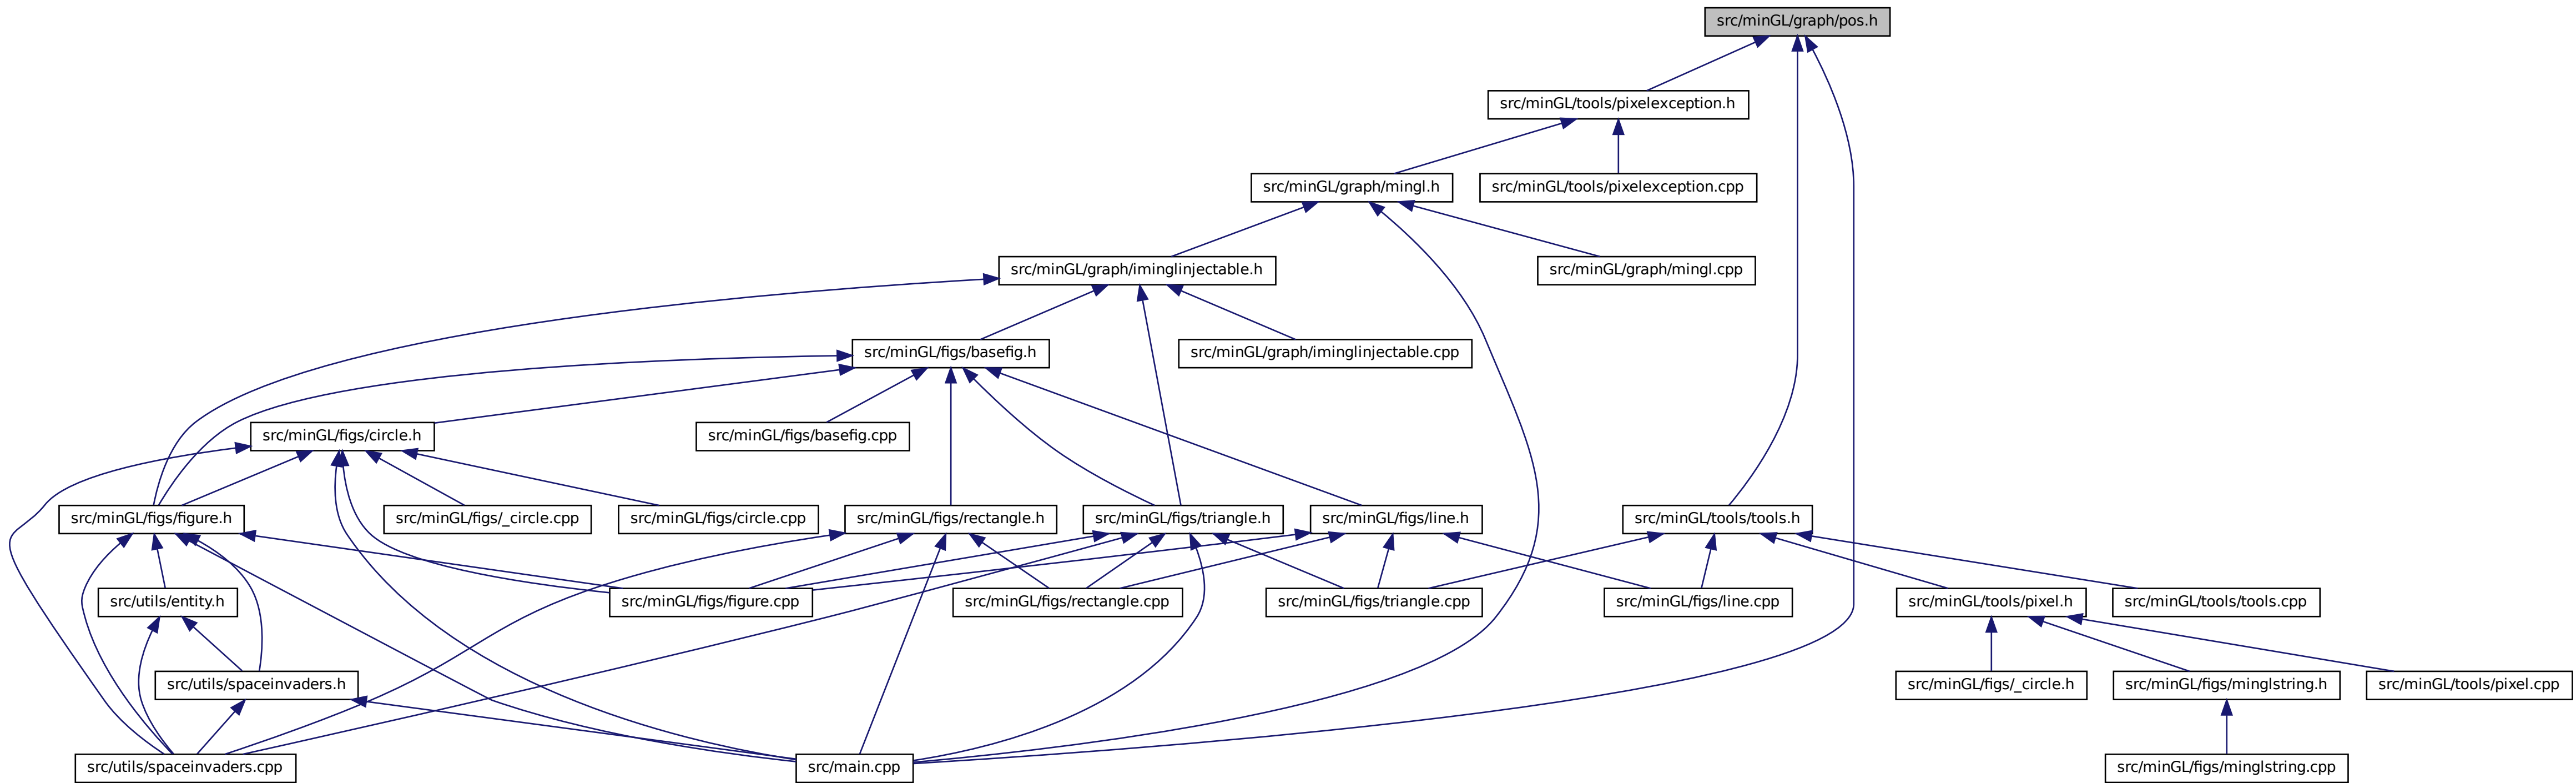 src/minGL/graph/pos.h
src/minGL/tools/pixelexception.h
src/minGL/graph/mingl.h
src/minGL/tools/pixelexception.cpp
src/minGL/graph/iminglinjectable.h
src/minGL/graph/mingl.cpp
src/minGL/figs/basefig.h
src/minGL/graph/iminglinjectable.cpp
src/minGL/figs/circle.h
src/minGL/figs/basefig.cpp
src/minGL/figs/figure.h
src/minGL/figs/_circle.cpp
src/minGL/figs/circle.cpp
src/minGL/figs/rectangle.h
src/minGL/figs/triangle.h
src/minGL/figs/line.h
src/minGL/tools/tools.h
src/utils/entity.h
src/minGL/figs/figure.cpp
src/minGL/figs/rectangle.cpp
src/minGL/figs/triangle.cpp
src/minGL/figs/line.cpp
src/minGL/tools/pixel.h
src/minGL/tools/tools.cpp
src/utils/spaceinvaders.h
src/minGL/figs/_circle.h
src/minGL/figs/minglstring.h
src/minGL/tools/pixel.cpp
src/utils/spaceinvaders.cpp
src/main.cpp
src/minGL/figs/minglstring.cpp